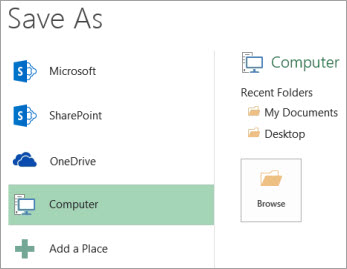 Save As
Microsoft
SharePoint
OneDrive
Computer
Add a Place
Computer
Recent Folders
My Documents
Desktop
Browse